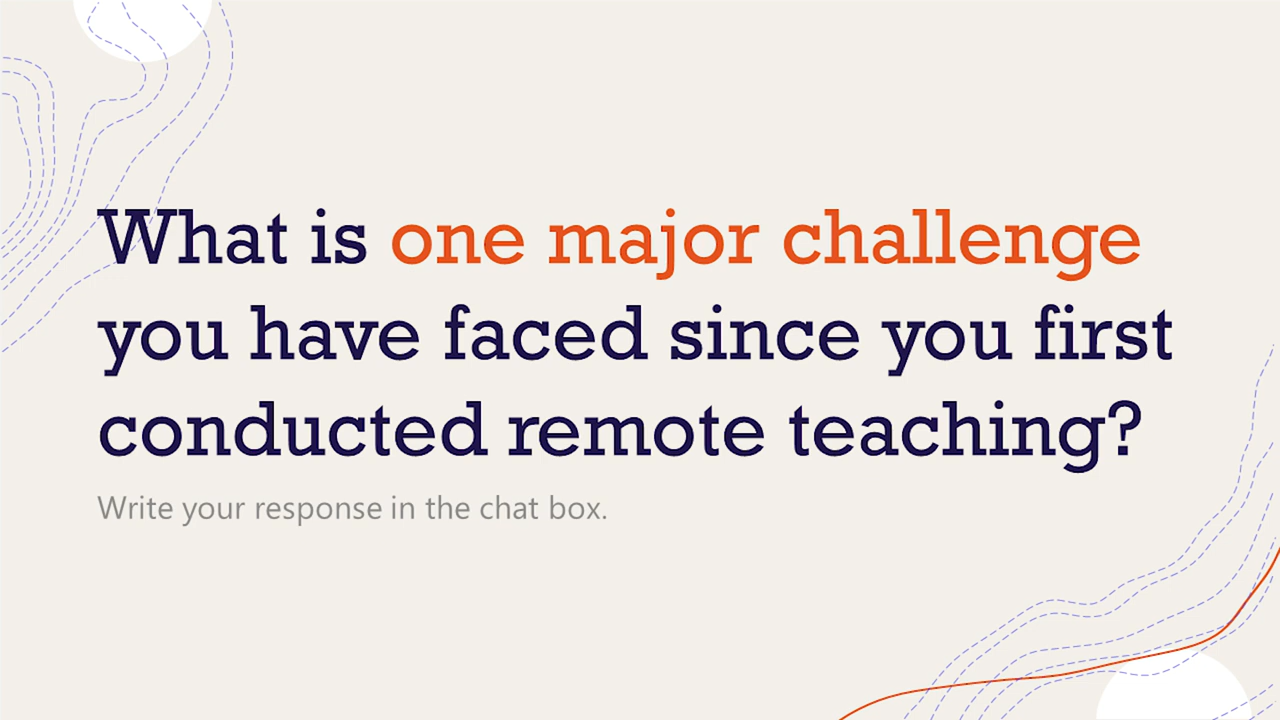 What is one major challenge
you have faced since you first
conducted remote teaching?
Write your response in the chat box.